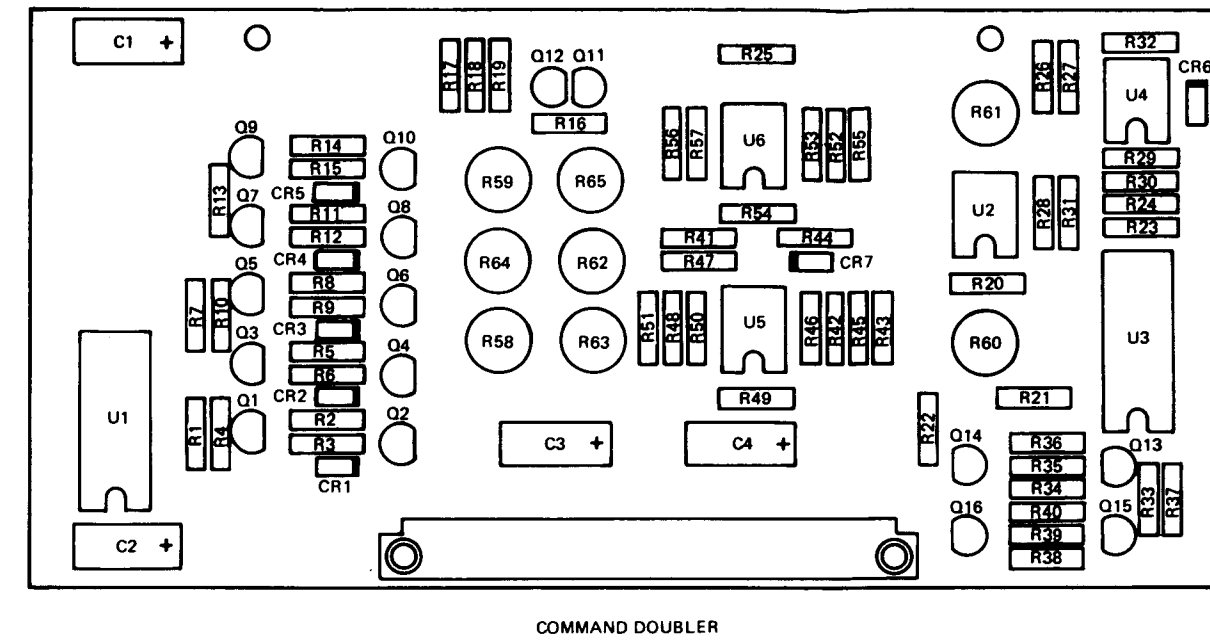 C1 +
Q9
R14
Q10
R15
CR5
R13
Q7
R11
Q8
R12
CR4
Q5
R8
Q6
R7
R10
R9
CR3
Q3
R5
Q4
R6
CR2
U1
Q1
R2
Q2
R1
R4
R3
CR1
C2 +
R17
R18
R19
Q12
Q11
R16
R59
R65
R64
R62
R58
R63
C3 +
C4 +
R25
R56
R57
U6
R53
R52
R55
R54
R41
R44
R47
CR7
R51
R48
R50
U5
R46
R42
R45
R43
R49
R26
R27
R32
CR6
R61
U4
R29
R30
R24
R23
U2
R28
R31
R20
R60
U3
R21
R22
Q14
R36
Q13
R35
R34
R33
R37
Q16
R40
Q15
R39
R38
COMMAND DOUBLER